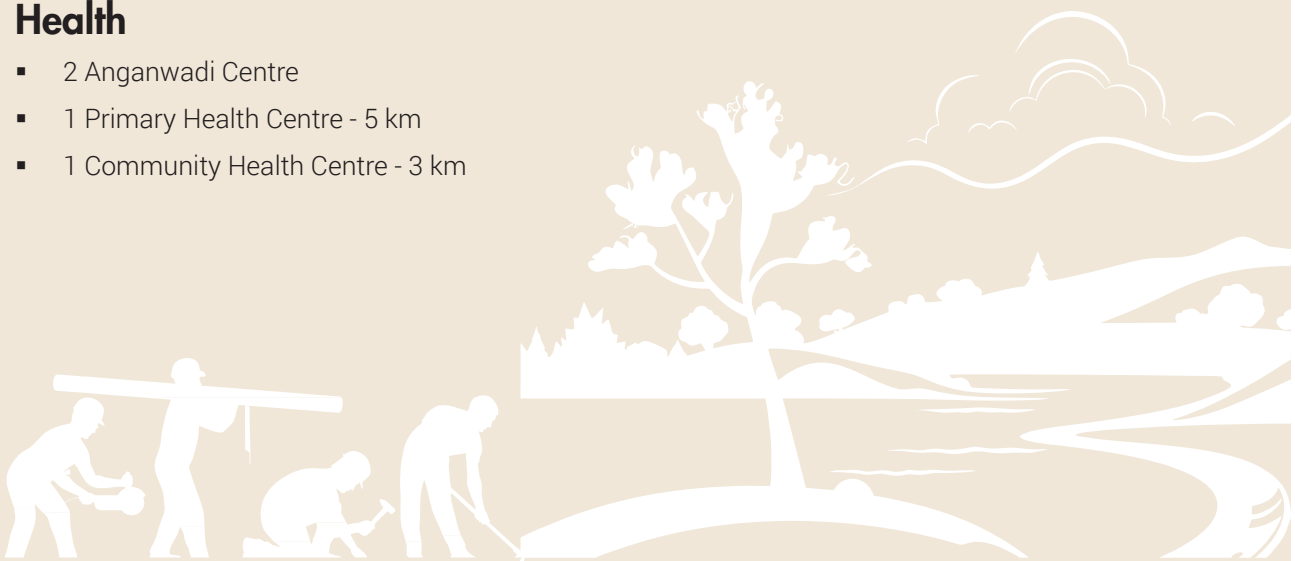 Health
▪ 2 Anganwadi Centre
▪ 1 Primary Health Centre - 5 km
▪ 1 Community Health Centre - 3 km